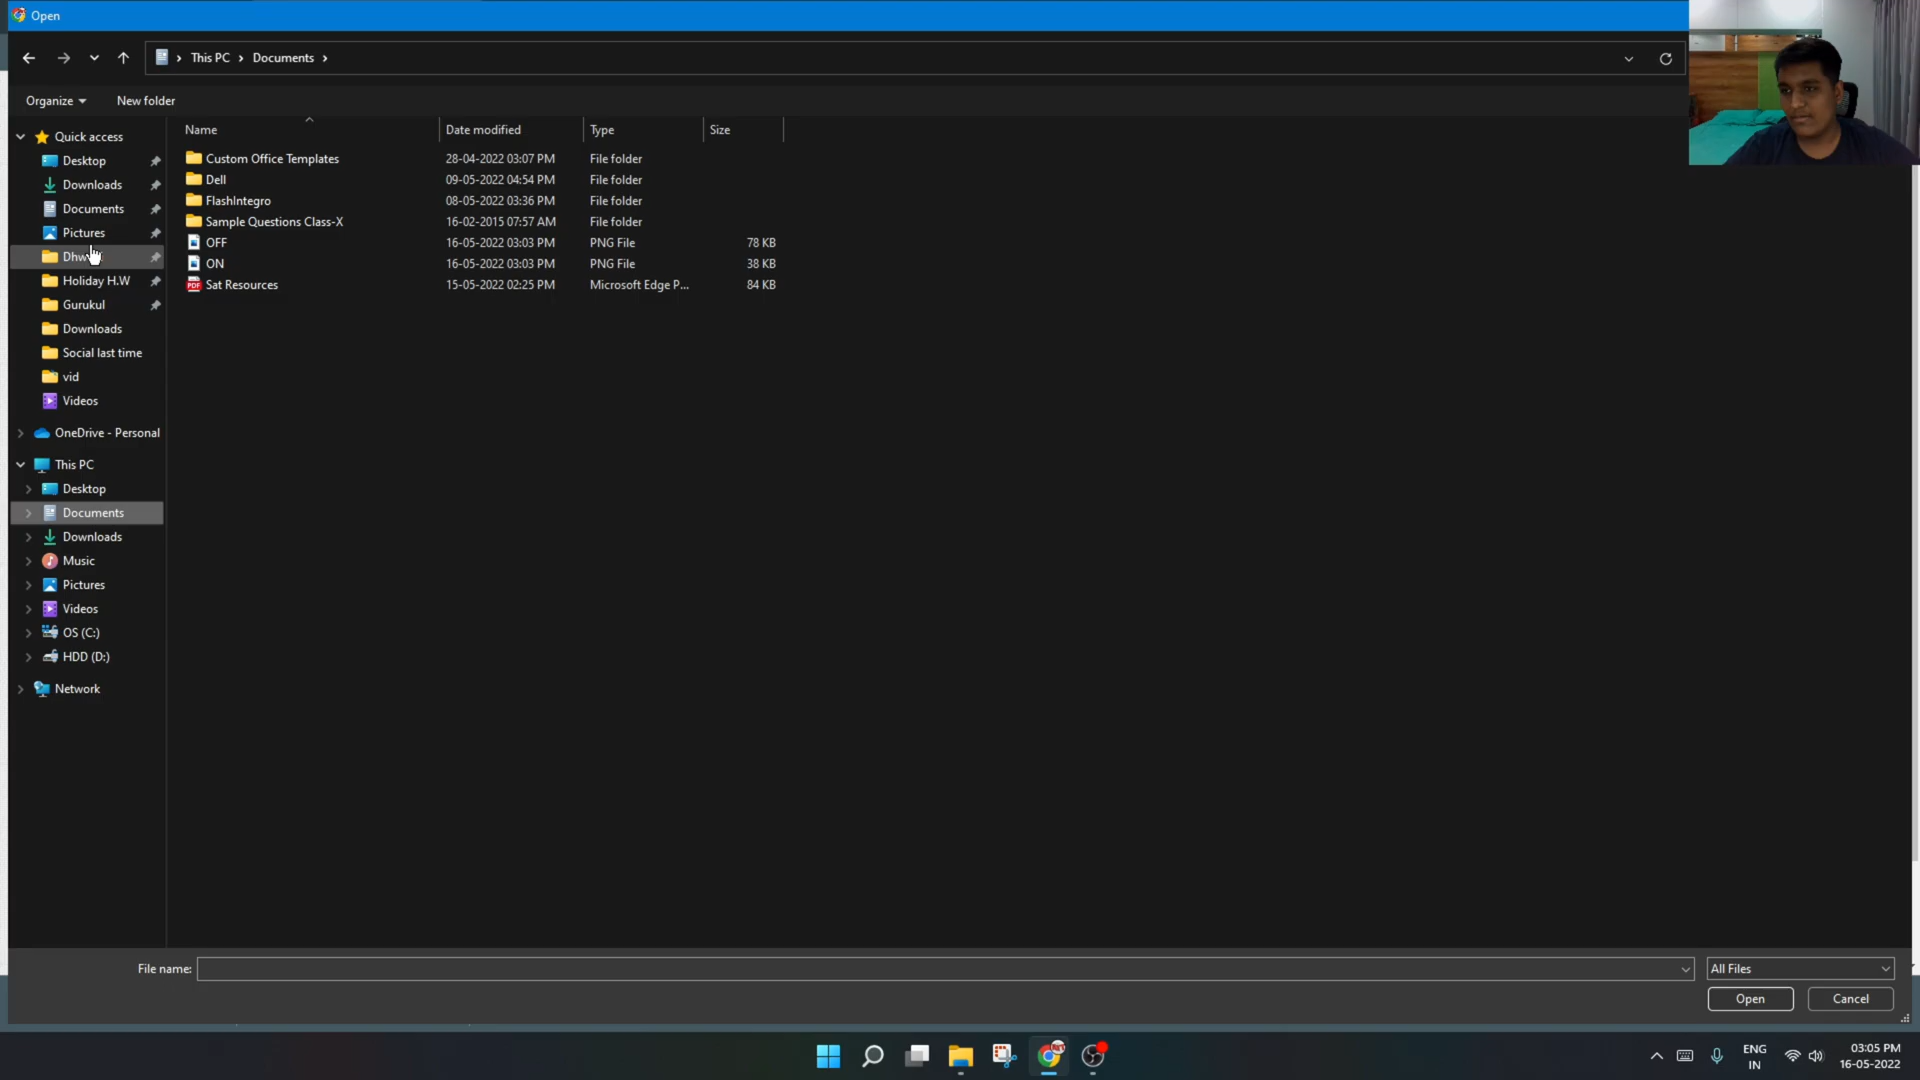 Open
This PC > Documents >
Organize New folder
Name Date modified Type Size
Custom Office Templates 28-04-2022 03:07 PM File folder
Dell 09-05-2022 04:54 PM File folder
FlashIntegro 08-05-2022 03:36 PM File folder
Sample Questions Class-X 16-02-2015 07:57 AM File folder
OFF 16-05-2022 03:03 PM PNG File 78 KB
ON 16-05-2022 03:03 PM PNG File 38 KB
PDF Sat Resources 15-05-2022 02:25 PM Microsoft Edge P... 84 KB
Quick access
Desktop
Downloads
Documents
Pictures
Holiday H.W
Gurukul
Downloads
Social last time
vid
Videos
OneDrive - Personal
This PC
Desktop
Documents
Downloads
Music
Pictures
Videos
OS (C:)
HDD (D:)
Network
File name: All Files
Open Cancel
ENG 03:05 PM
IN 16-05-2022